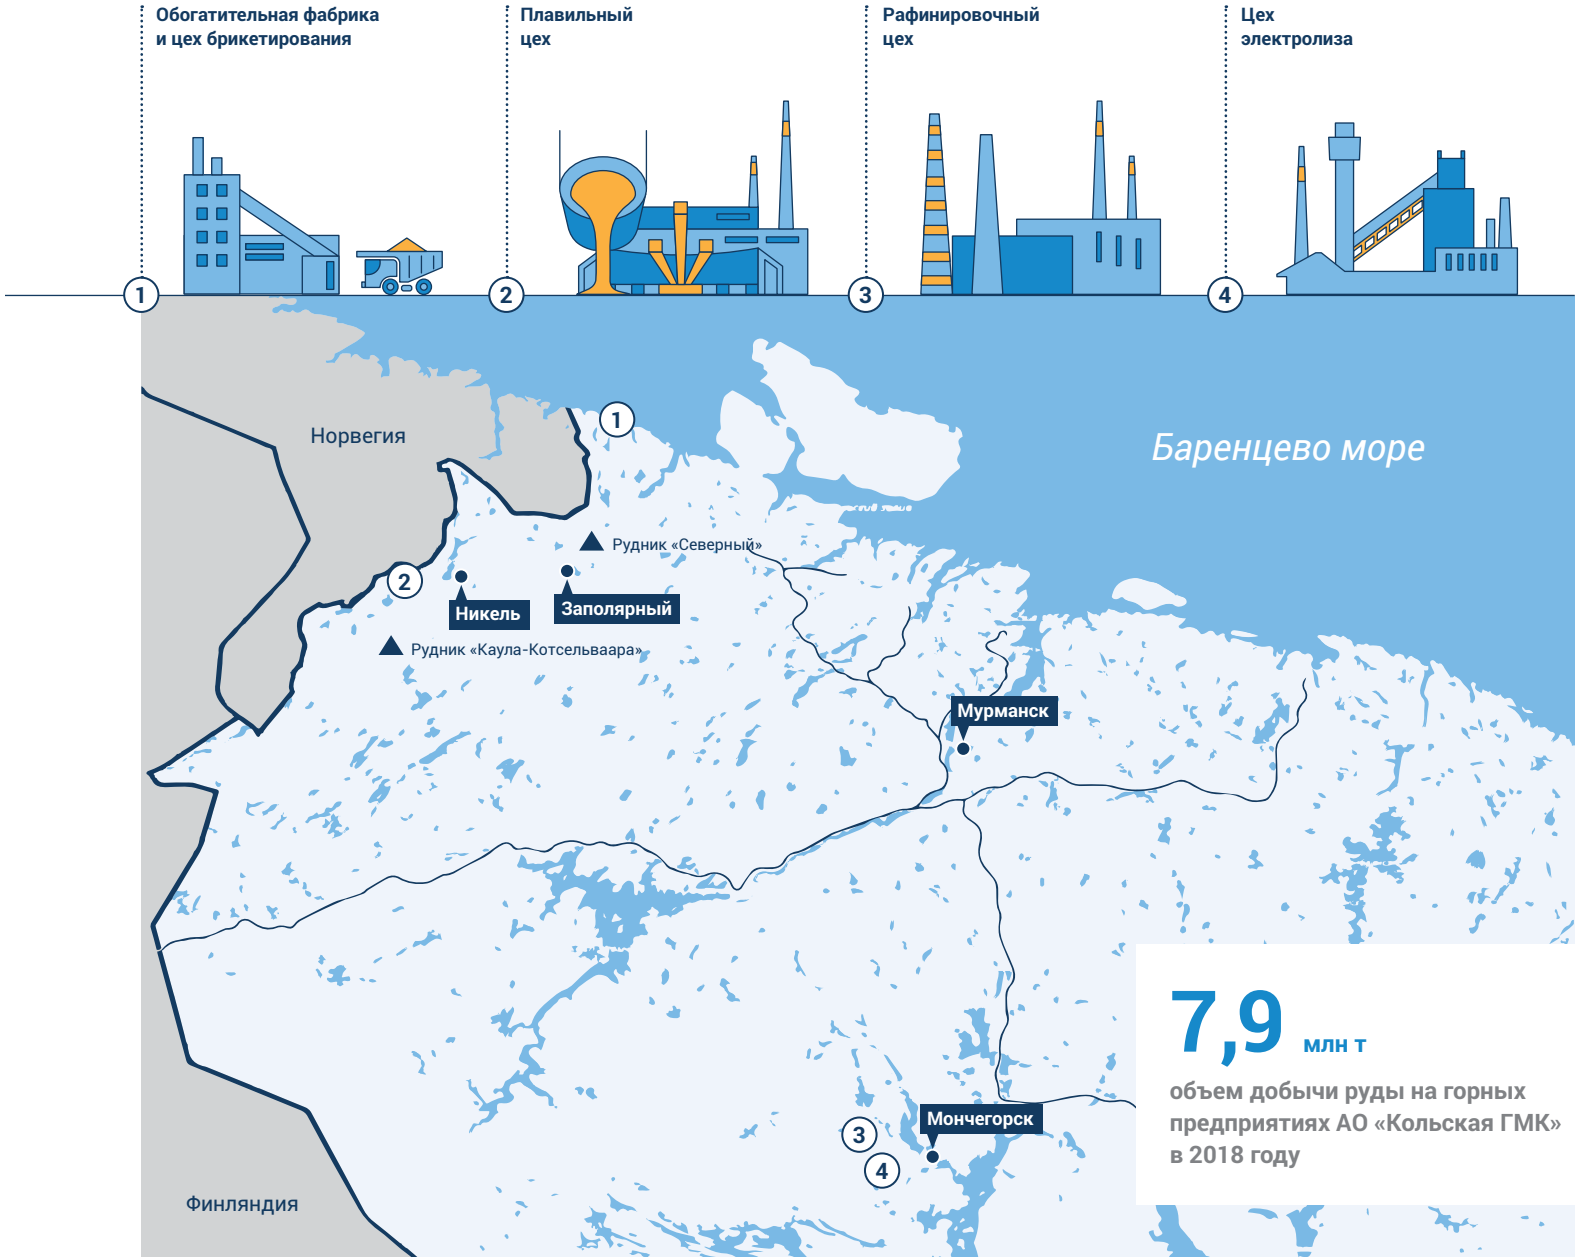 Обогатительная фабрика
и цех брикетирования
Плавильный
цех
Рафинировочный
цех
Цех
электролиза
1
2
3
4
Норвегия
1
Баренцево море
Рудник «Северный»
2
Никель
Заполярный
Рудник «Каула-Котсельваара»
Мурманск
7,9 млн т
объем добычи руды на горных
предприятиях АО «Кольская ГМК»
в 2018 году
Мончегорск
3
4
Финляндия